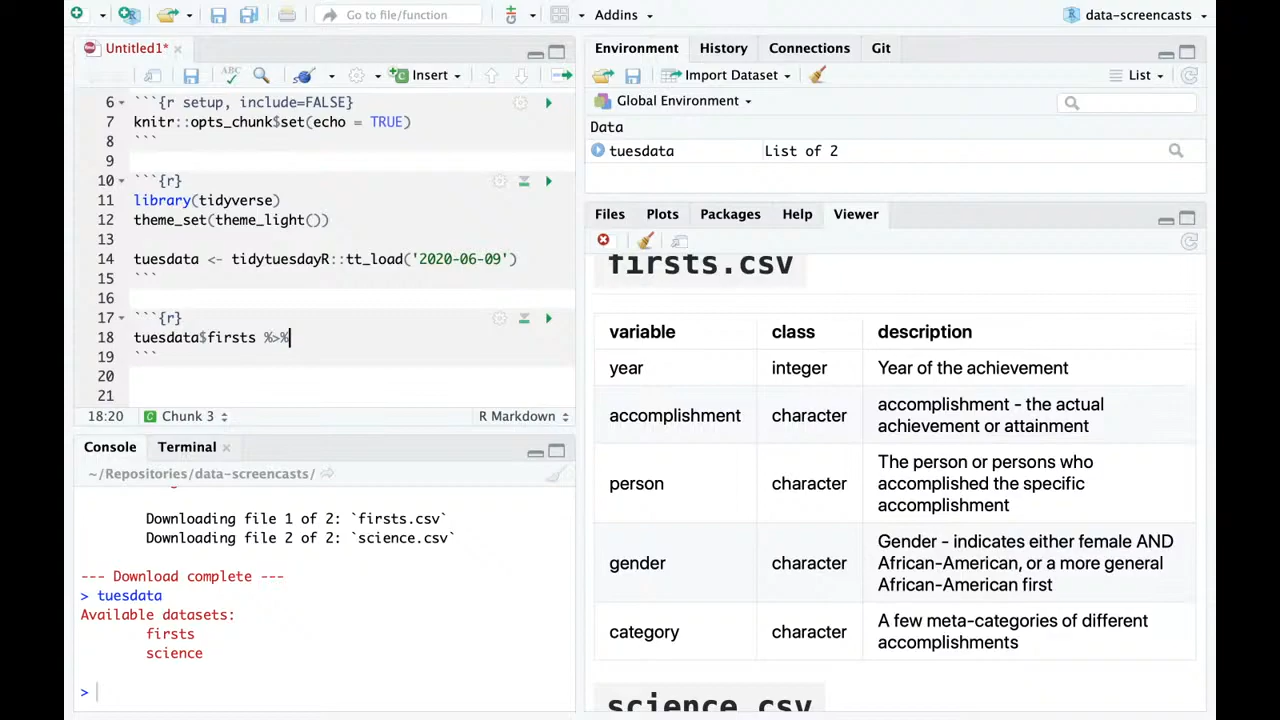 Go to file/function
Addins
data-screencasts
Untitled1*
ABC
Insert
6 ```{r setup, include=FALSE}
7 knitr::opts_chunk$set(echo = TRUE)
8 ```
9
10 ```{r}
11 library(tidyverse)
12 theme_set(theme_light())
13
14 tuesdata <- tidytuesdayR::tt_load('2020-06-09')
15 ```
16
17 ```{r}
18 tuesdata$firsts %>%
19 ```
20
21
18:20 Chunk 3 R Markdown
Console Terminal
~/Repositories/data-screencasts/
Downloading file 1 of 2: `firsts.csv`
Downloading file 2 of 2: `science.csv`
--- Download complete ---
> tuesdata
Available datasets:
firsts
science
>
Environment History Connections Git
Import Dataset List
Global Environment
Data
tuesdata List of 2
Files Plots Packages Help Viewer
firsts.csv
variable class description
year integer Year of the achievement
accomplishment character accomplishment - the actual
achievement or attainment
person character The person or persons who
accomplished the specific
accomplishment
gender character Gender - indicates either female AND
African-American, or a more general
African-American first
category character A few meta-categories of different
accomplishments
science.csv